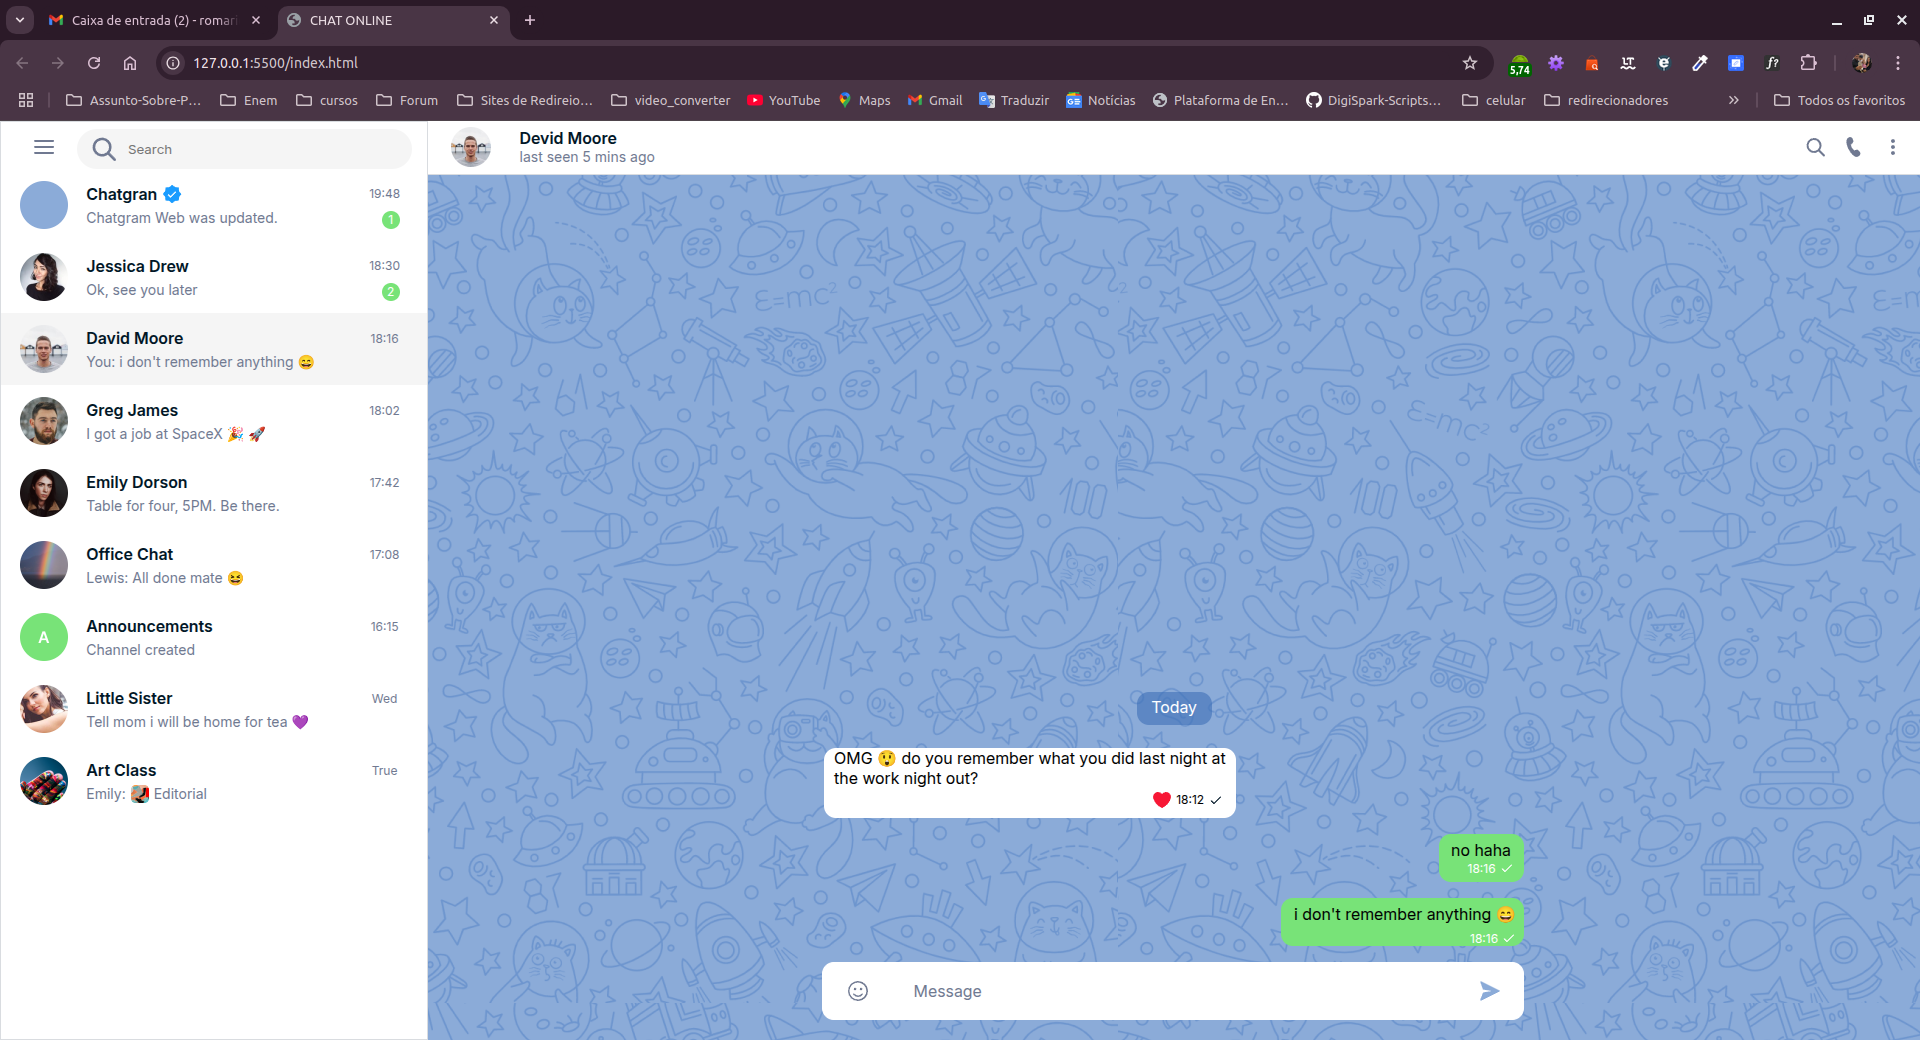 Caixa de entrada (2) - romari
CHAT ONLINE
127.0.0.1:5500/index.html
5,74
Assunto-Sobre-P...
Enem
cursos
Forum
Sites de Redireio...
video_converter
YouTube
Maps
Gmail
Traduzir
Notícias
Plataforma de En...
DigiSpark-Scripts...
celular
redirecionadores
Todos os favoritos
Search
Chatgran
19:48
Chatgram Web was updated.
1
Jessica Drew
18:30
Ok, see you later
2
David Moore
18:16
You: i don't remember anything 😄
Greg James
18:02
I got a job at SpaceX 🎉 🚀
Emily Dorson
17:42
Table for four, 5PM. Be there.
Office Chat
17:08
Lewis: All done mate 😆
A
Announcements
16:15
Channel created
Little Sister
Wed
Tell mom i will be home for tea 💜
Art Class
True
Emily: Editorial
Devid Moore
last seen 5 mins ago
Today
OMG 😲 do you remember what you did last night at
the work night out?
❤️ 18:12 ✓
no haha
18:16 ✓
i don't remember anything 😄
18:16 ✓
Message